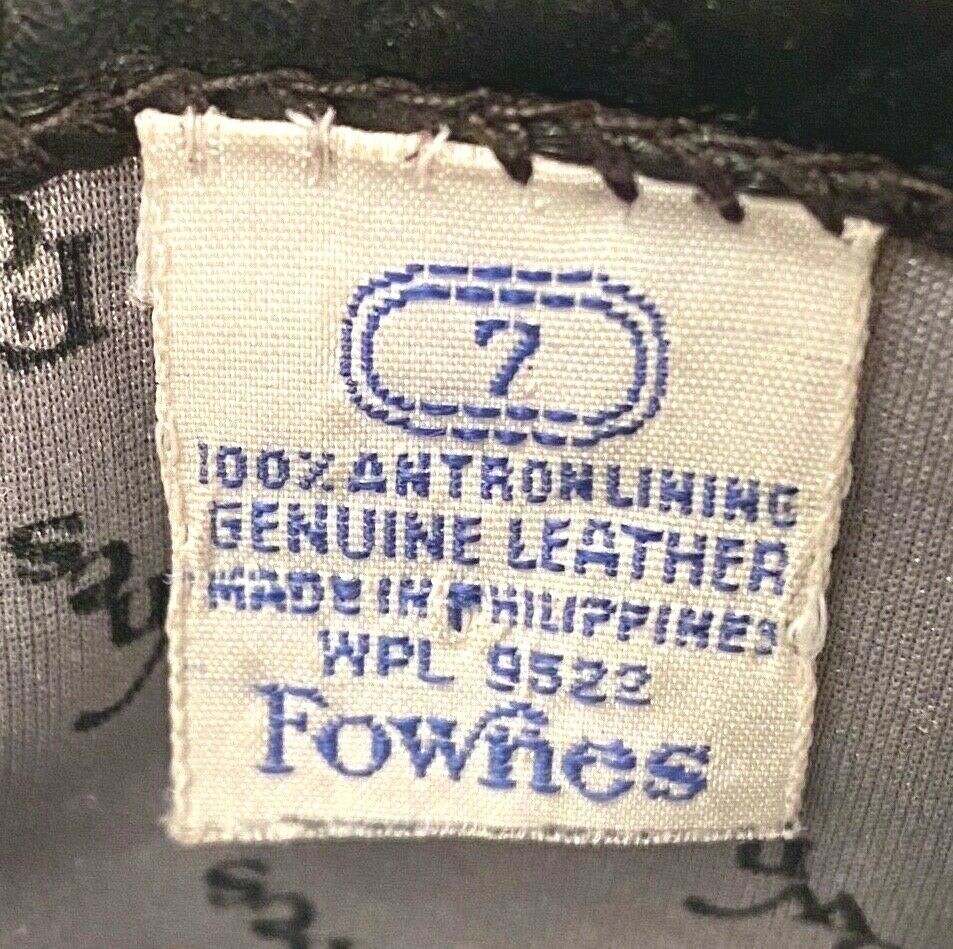 7
100% ANTRON LINING
GENUINE LEATHER
MADE IN PHILIPPINES
WPL 9522
Fownes